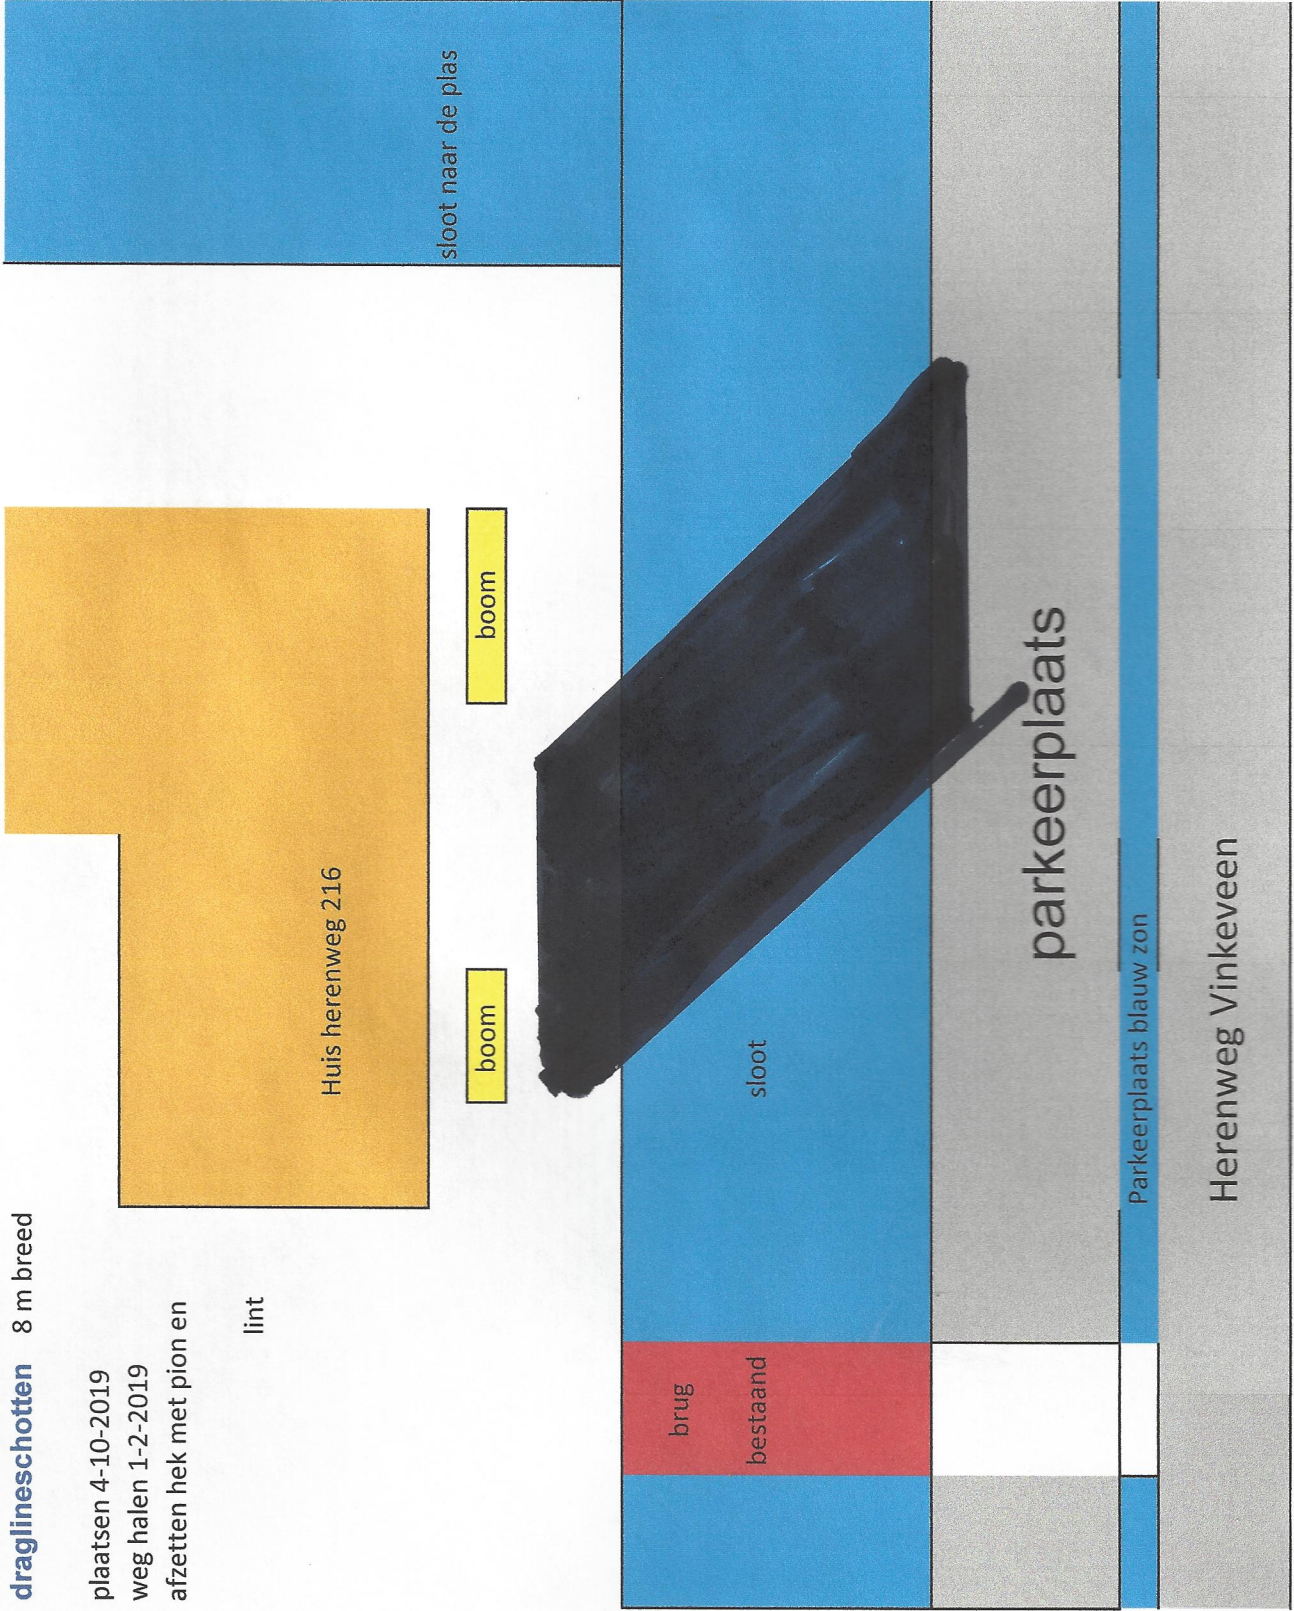 draglineschotten 8 m breed
plaatsen 4-10-2019
weg halen 1-2-2019
afzetten hek met pion en
lint
Huis herenweg 216
sloot naar de plas
boom
boom
brug
bestaand
sloot
parkeerplaats
Parkeerplaats blauw zon
Herenweg Vinkeveen